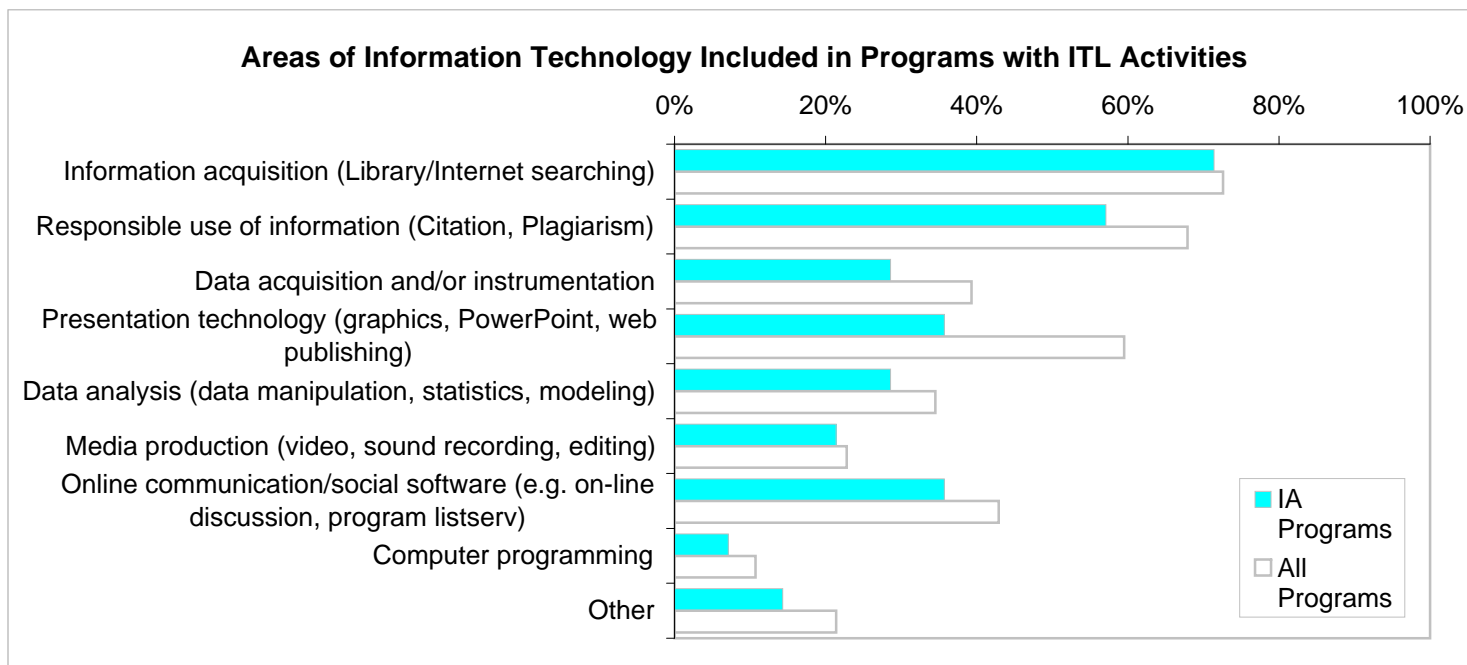 Areas of Information Technology Included in Programs with ITL Activities
0% 20% 40% 60% 80% 100%
Information acquisition (Library/Internet searching)
Responsible use of information (Citation, Plagiarism)
Data acquisition and/or instrumentation
Presentation technology (graphics, PowerPoint, web
publishing)
Data analysis (data manipulation, statistics, modeling)
Media production (video, sound recording, editing)
Online communication/social software (e.g. on-line
discussion, program listserv)
Computer programming
Other
IA
Programs
All
Programs